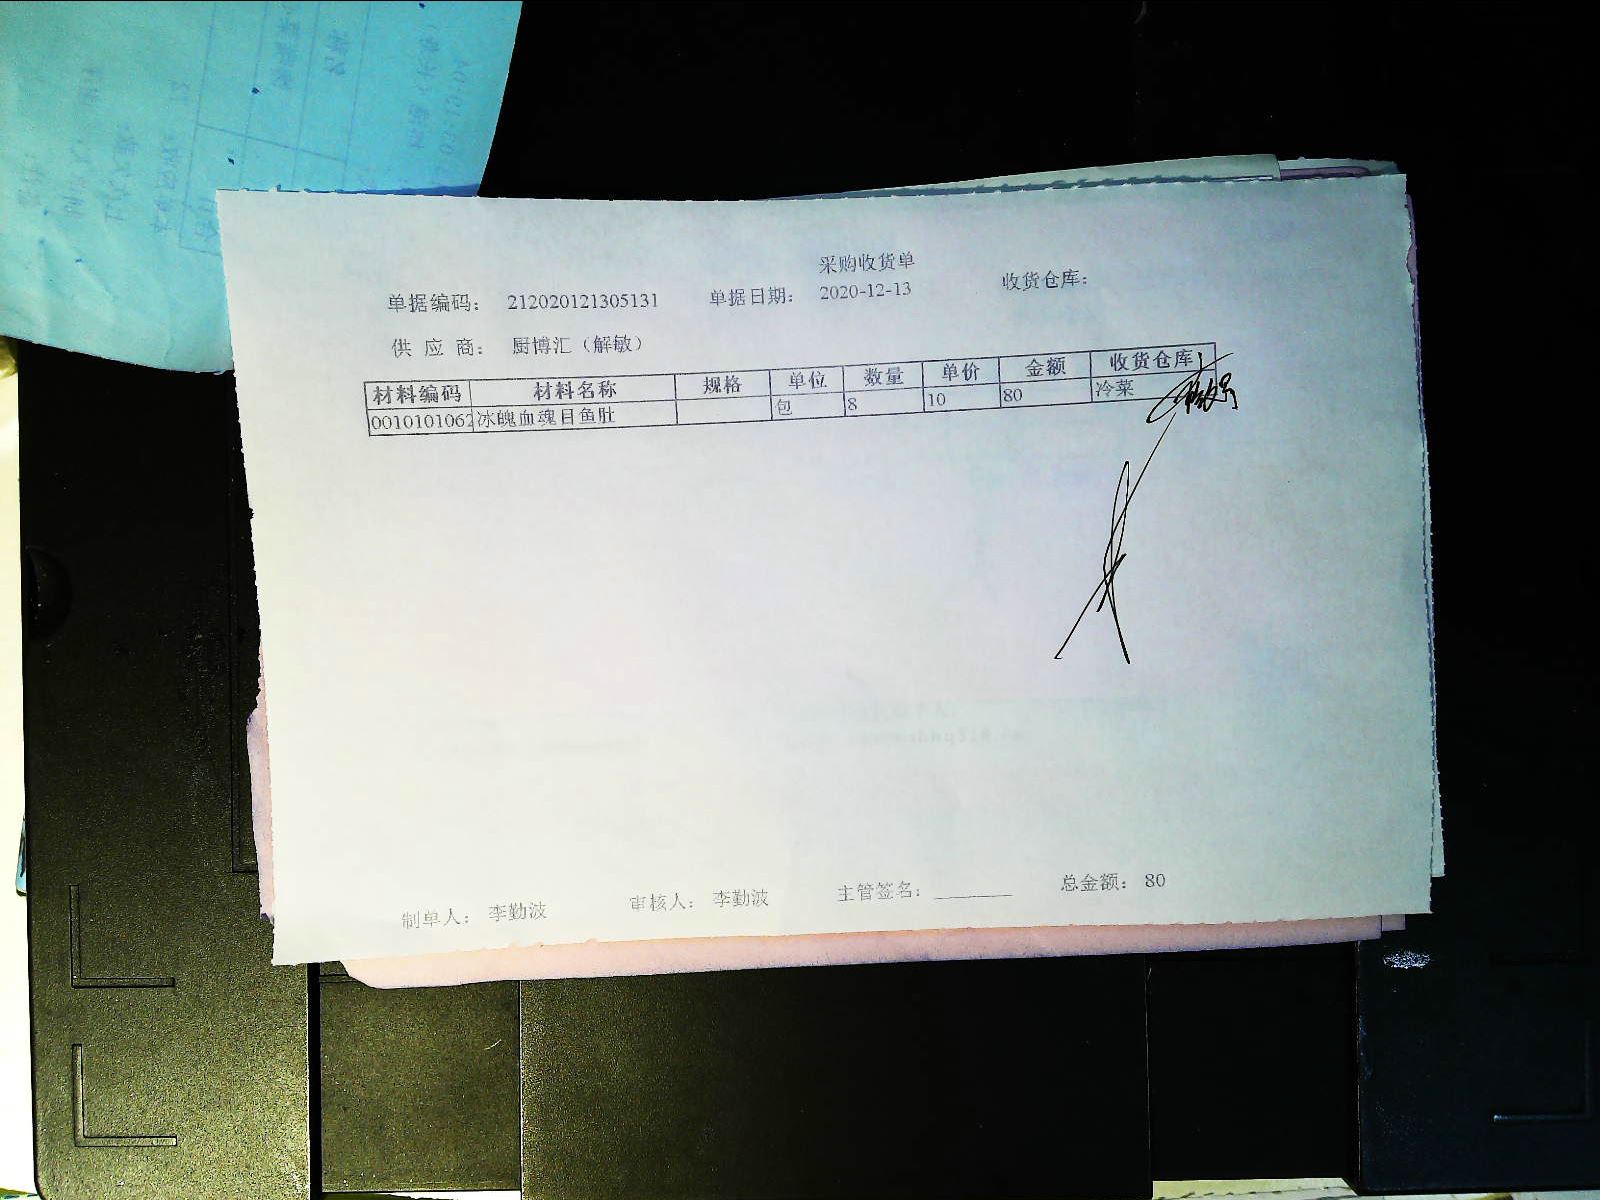 采购收货单
单据编码： 212020121305131 单据日期： 2020-12-13 收货仓库：
供 应 商： 厨博汇（解敏）
材料编码 材料名称 规格 单位 数量 单价 金额 收货仓库
0010101062 冰魄血魂目鱼肚 包 8 10 80 冷菜
制单人： 李勤波 审核人： 李勤波 主管签名： 总金额： 80